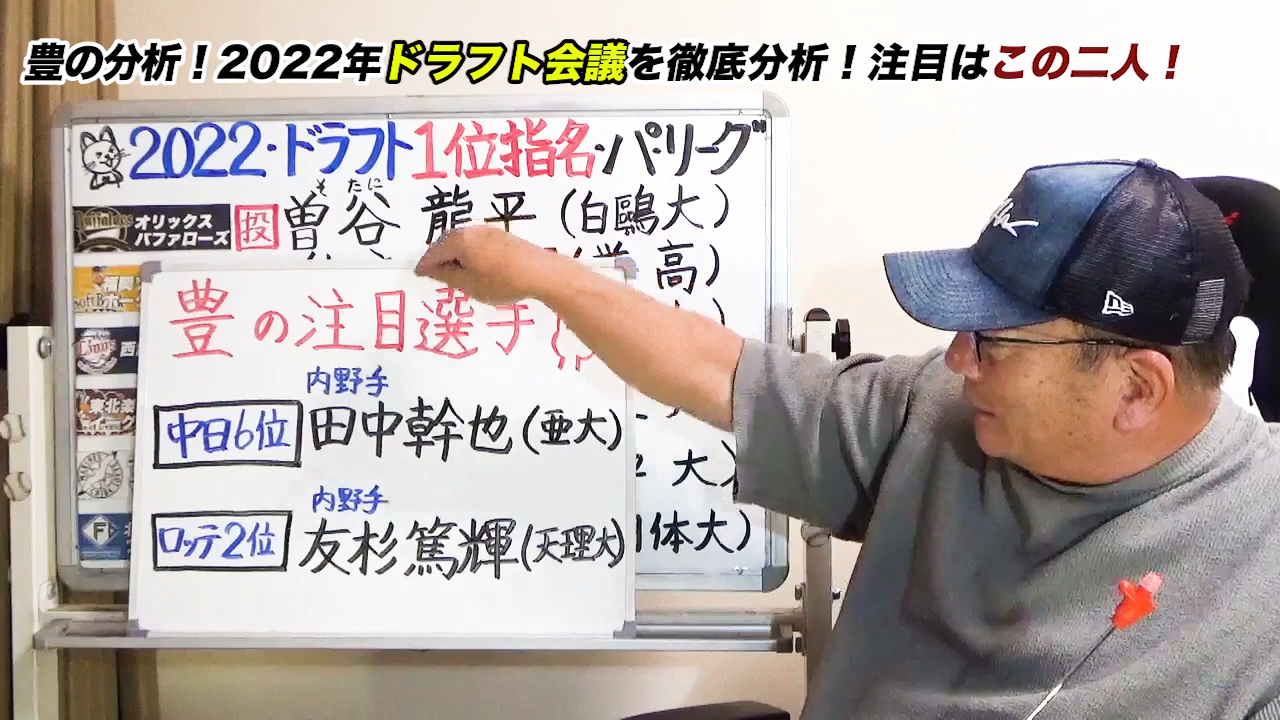 豊の分析！2022年ドラフト会議を徹底分析！注目はこの二人！
2022・ドラフト1位指名・パ・リーグ
もたに
オリックス
バファローズ
投 曽谷 龍平（白鷗大）
高）
豊の注目選手
内野手
中日6位 田中幹也（亜大）
大）
内野手
ロッテ2位 友杉篤輝（天理大）
体大）